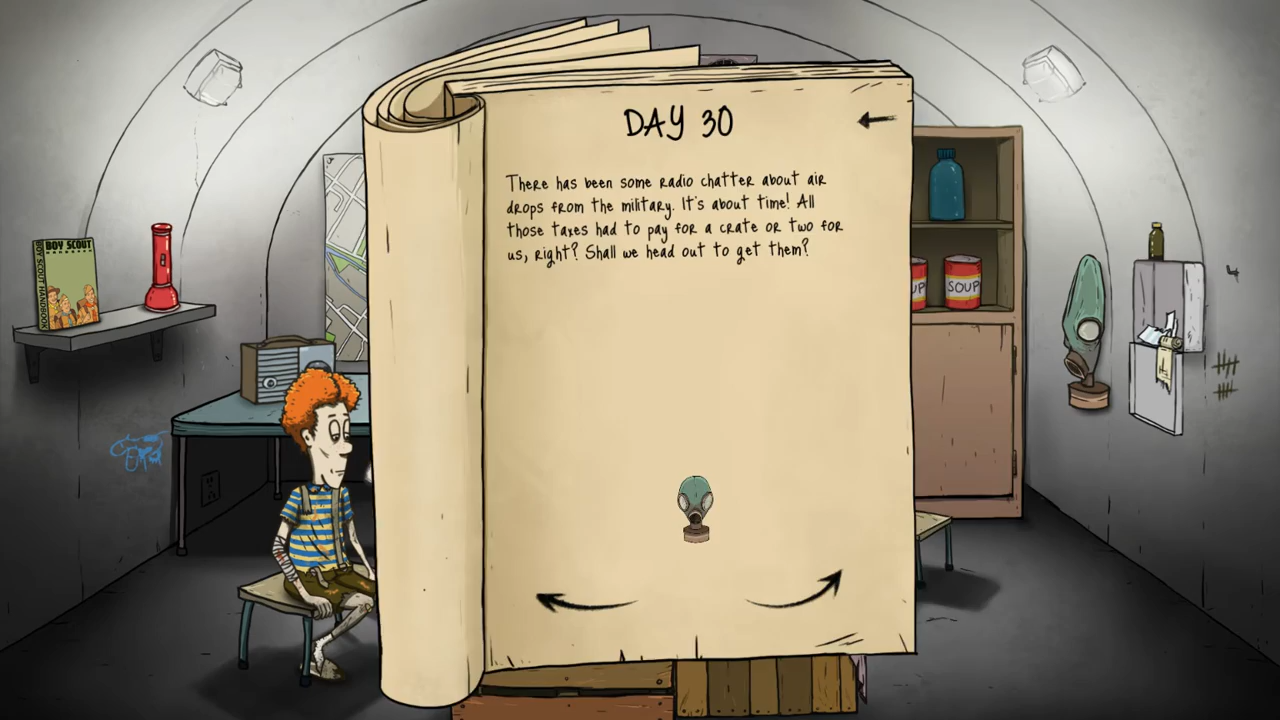 DAY 30
There has been some radio chatter about air
drops from the military. It's about time! All
those taxes had to pay for a crate or two for
us, right? Shall we head out to get them?
BOY SCOUT
BOY SCOUT HANDBOOK
UP
SOUP